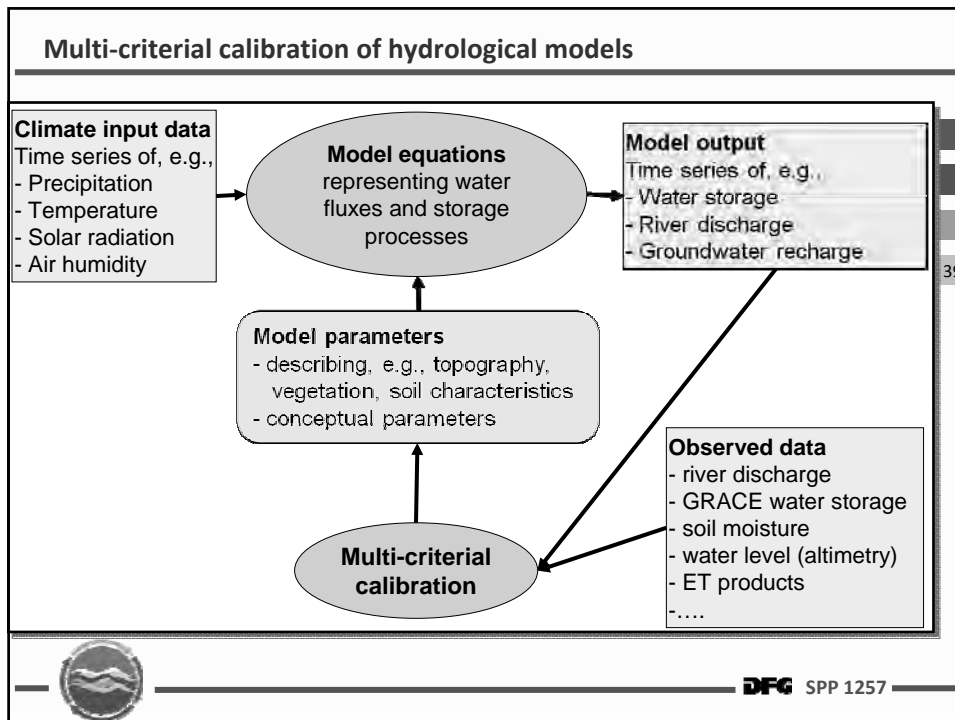 Multi-criterial calibration of hydrological models
Climate input data
Time series of, e.g.,
- Precipitation
- Temperature
- Solar radiation
- Air humidity
Model equations
representing water
fluxes and storage
processes
Model output
Time series of, e.g.,
- Water storage
- River discharge
- Groundwater recharge
39
Model parameters
- describing, e.g., topography,
vegetation, soil characteristics
- conceptual parameters
Observed data
- river discharge
- GRACE water storage
- soil moisture
- water level (altimetry)
- ET products
-....
Multi-criterial
calibration
DFG SPP 1257